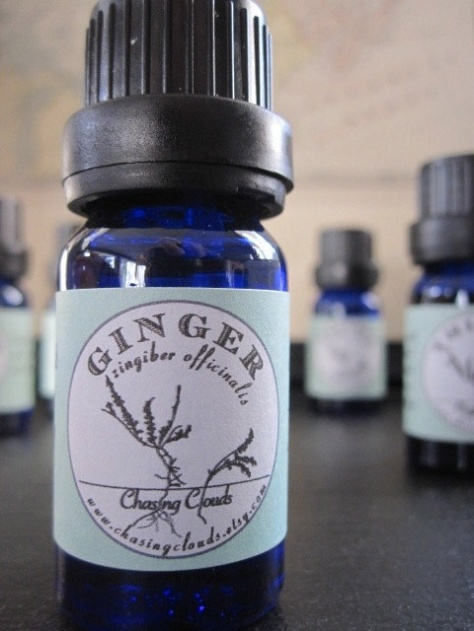 GINGER
zingiber officinalis
Chasing Clouds
www.chasingclouds.etsy.com